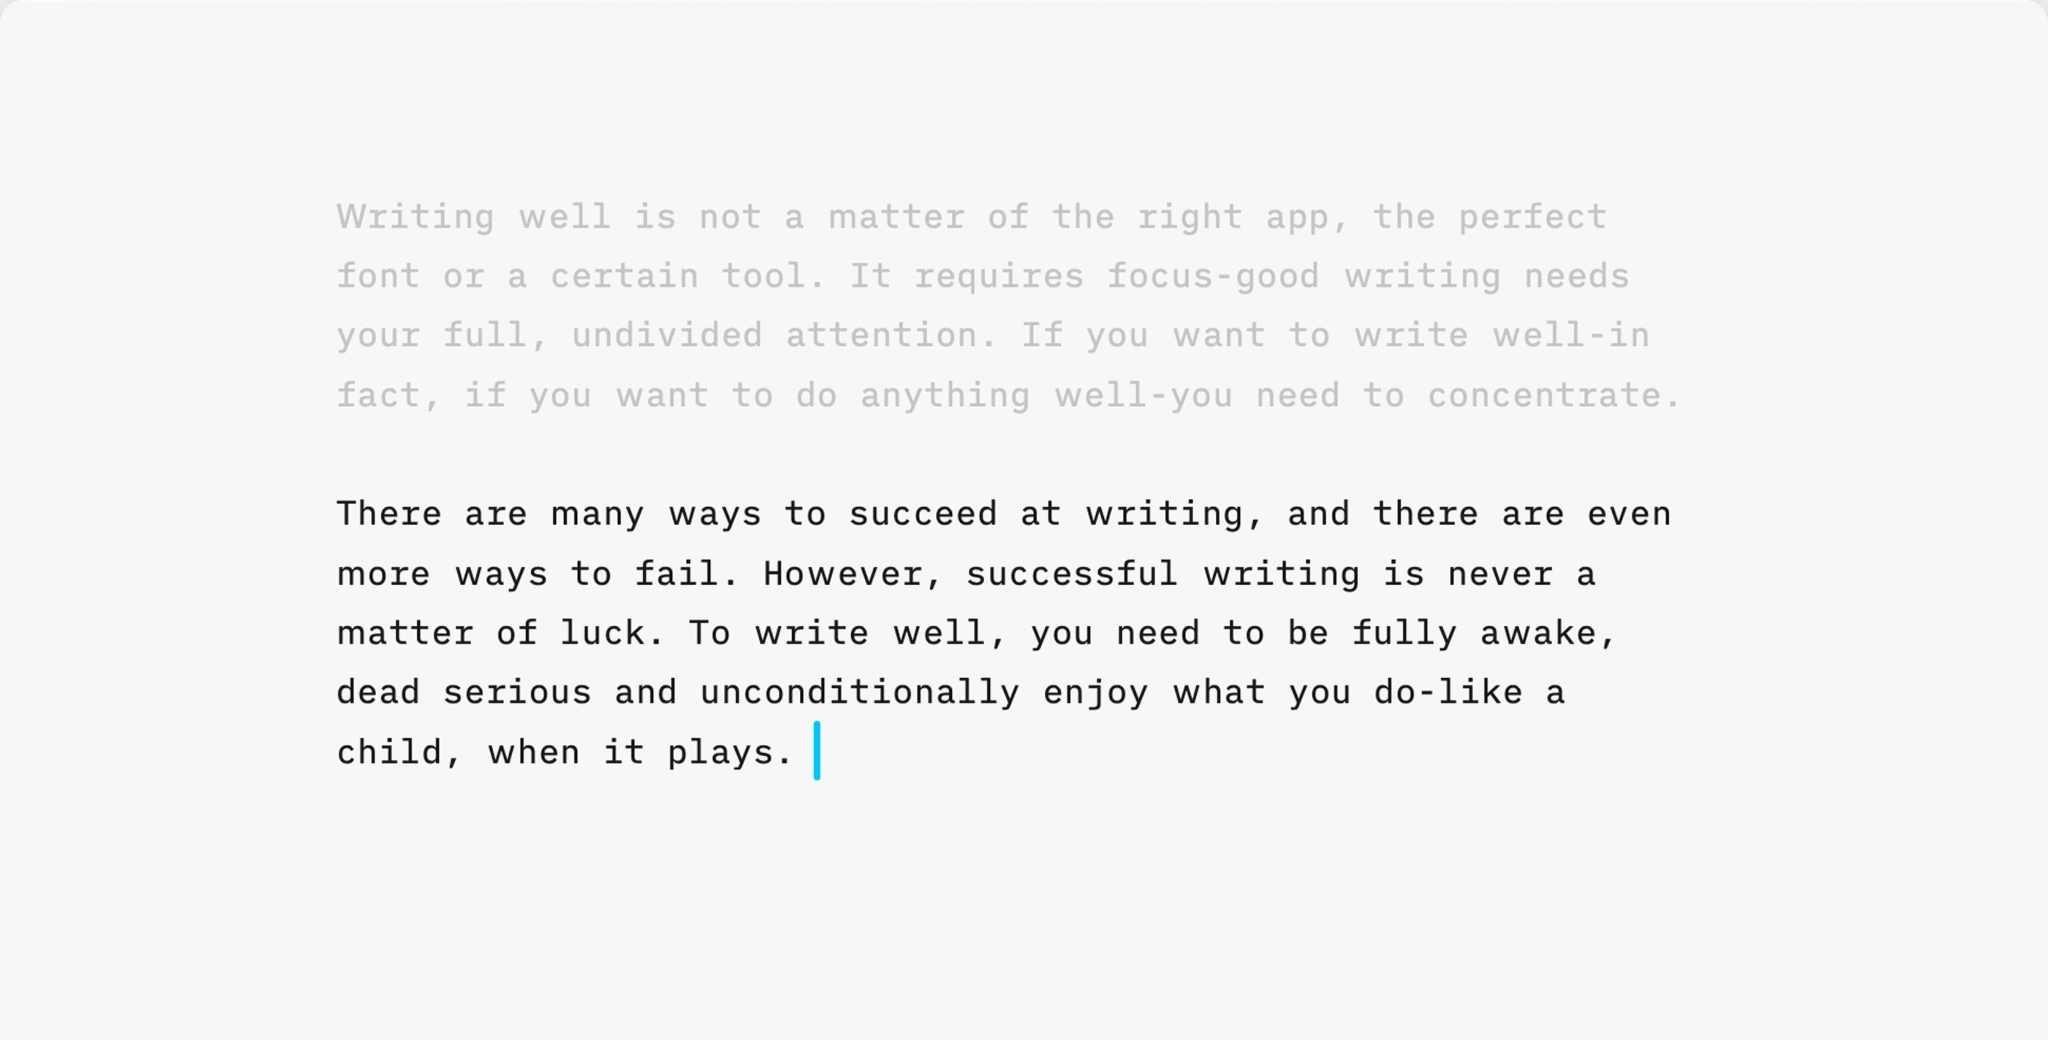 Writing well is not a matter of the right app, the perfect
font or a certain tool. It requires focus-good writing needs
your full, undivided attention. If you want to write well-in
fact, if you want to do anything well-you need to concentrate.
There are many ways to succeed at writing, and there are even
more ways to fail. However, successful writing is never a
matter of luck. To write well, you need to be fully awake,
dead serious and unconditionally enjoy what you do-like a
child, when it plays.